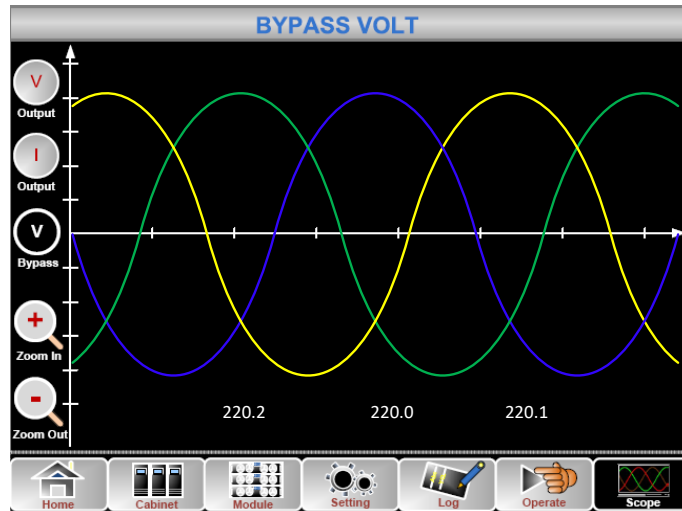 BYPASS VOLT
V
Output
I
Output
V
Bypass
+
Zoom In
-
Zoom Out
220.2 220.0 220.1
Home Cabinet Module Setting Log Operate Scope